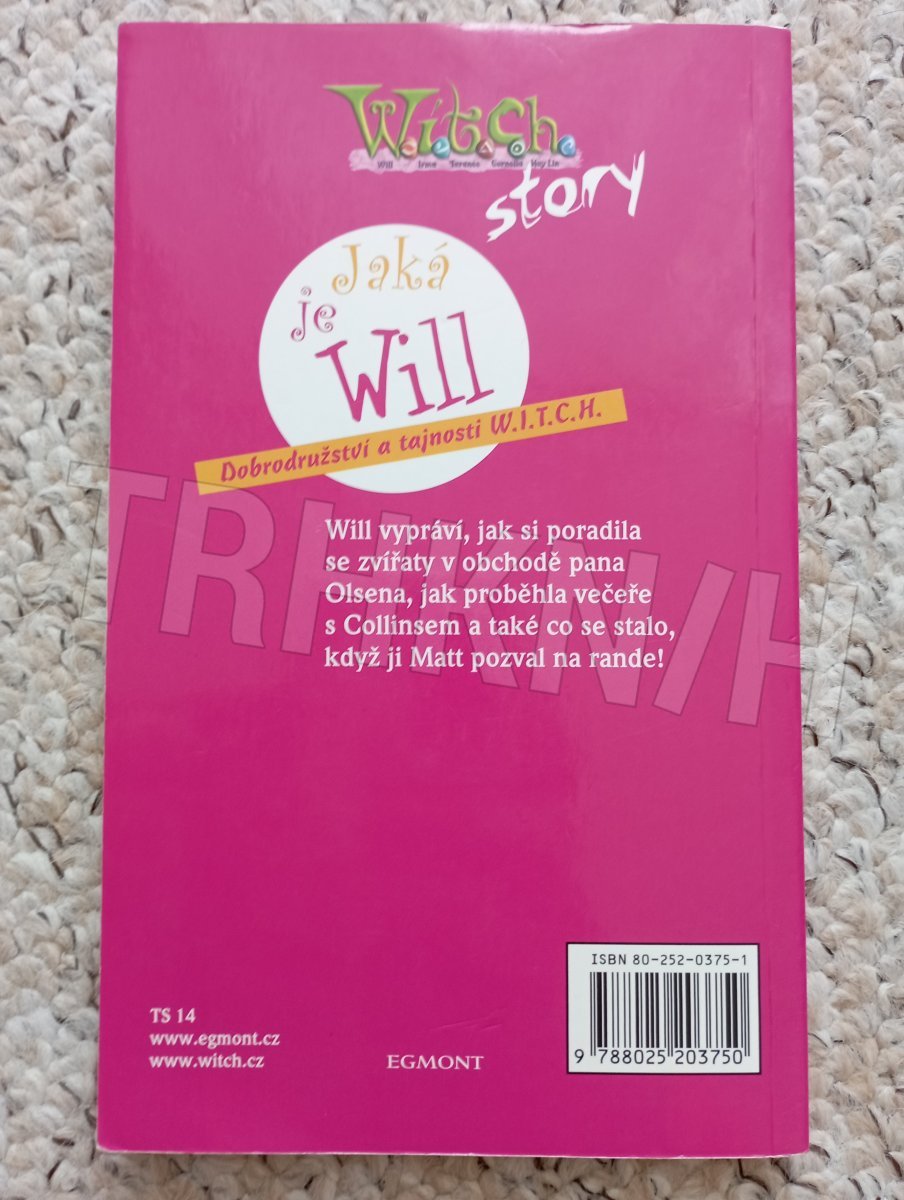 W.i.t.c.h.
Will Irma Taranee Cornelia Hay Lin
story
Jaká
je
Will
Dobrodružství a tajnosti W.I.T.C.H.
Will vypráví, jak si poradila
se zvířaty v obchodě pana
Olsena, jak proběhla večeře
s Collinsem a také co se stalo,
když ji Matt pozval na rande!
TRHKNIH
ISBN 80-252-0375-1
9 788025 203750
TS 14
www.egmont.cz
www.witch.cz
EGMONT